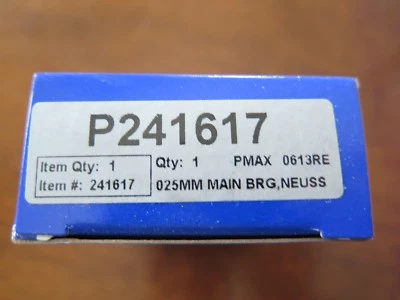 P241617
Item Qty: 1 Qty: 1 PMAX 0613RE
Item #: 241617 025MM MAIN BRG,NEUSS